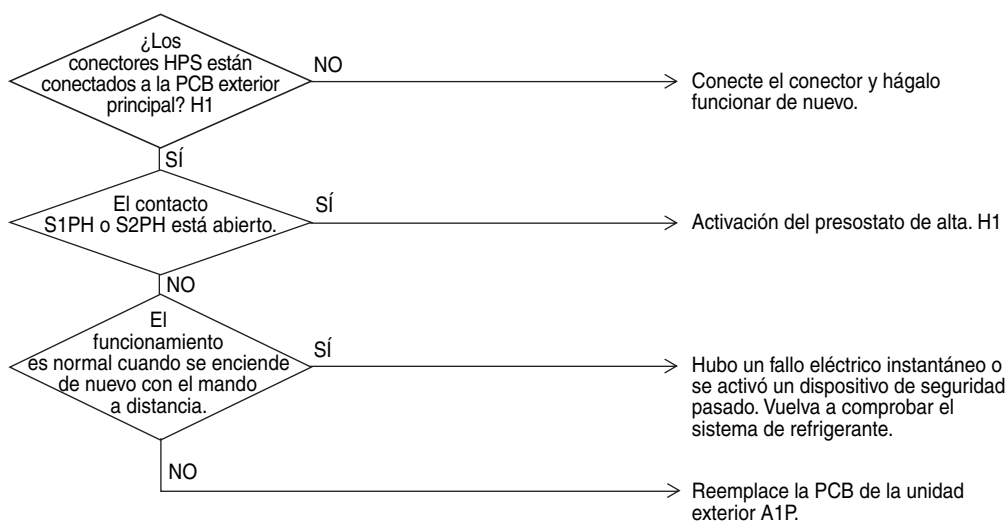 ¿Los
conectores HPS están
conectados a la PCB exterior
principal? H1
NO
Conecte el conector y hágalo
funcionar de nuevo.
SÍ
El contacto
S1PH o S2PH está abierto.
SÍ
Activación del presostato de alta. H1
NO
El
funcionamiento
es normal cuando se enciende
de nuevo con el mando
a distancia.
SÍ
Hubo un fallo eléctrico instantáneo o
se activó un dispositivo de seguridad
pasado. Vuelva a comprobar el
sistema de refrigerante.
NO
Reemplace la PCB de la unidad
exterior A1P.